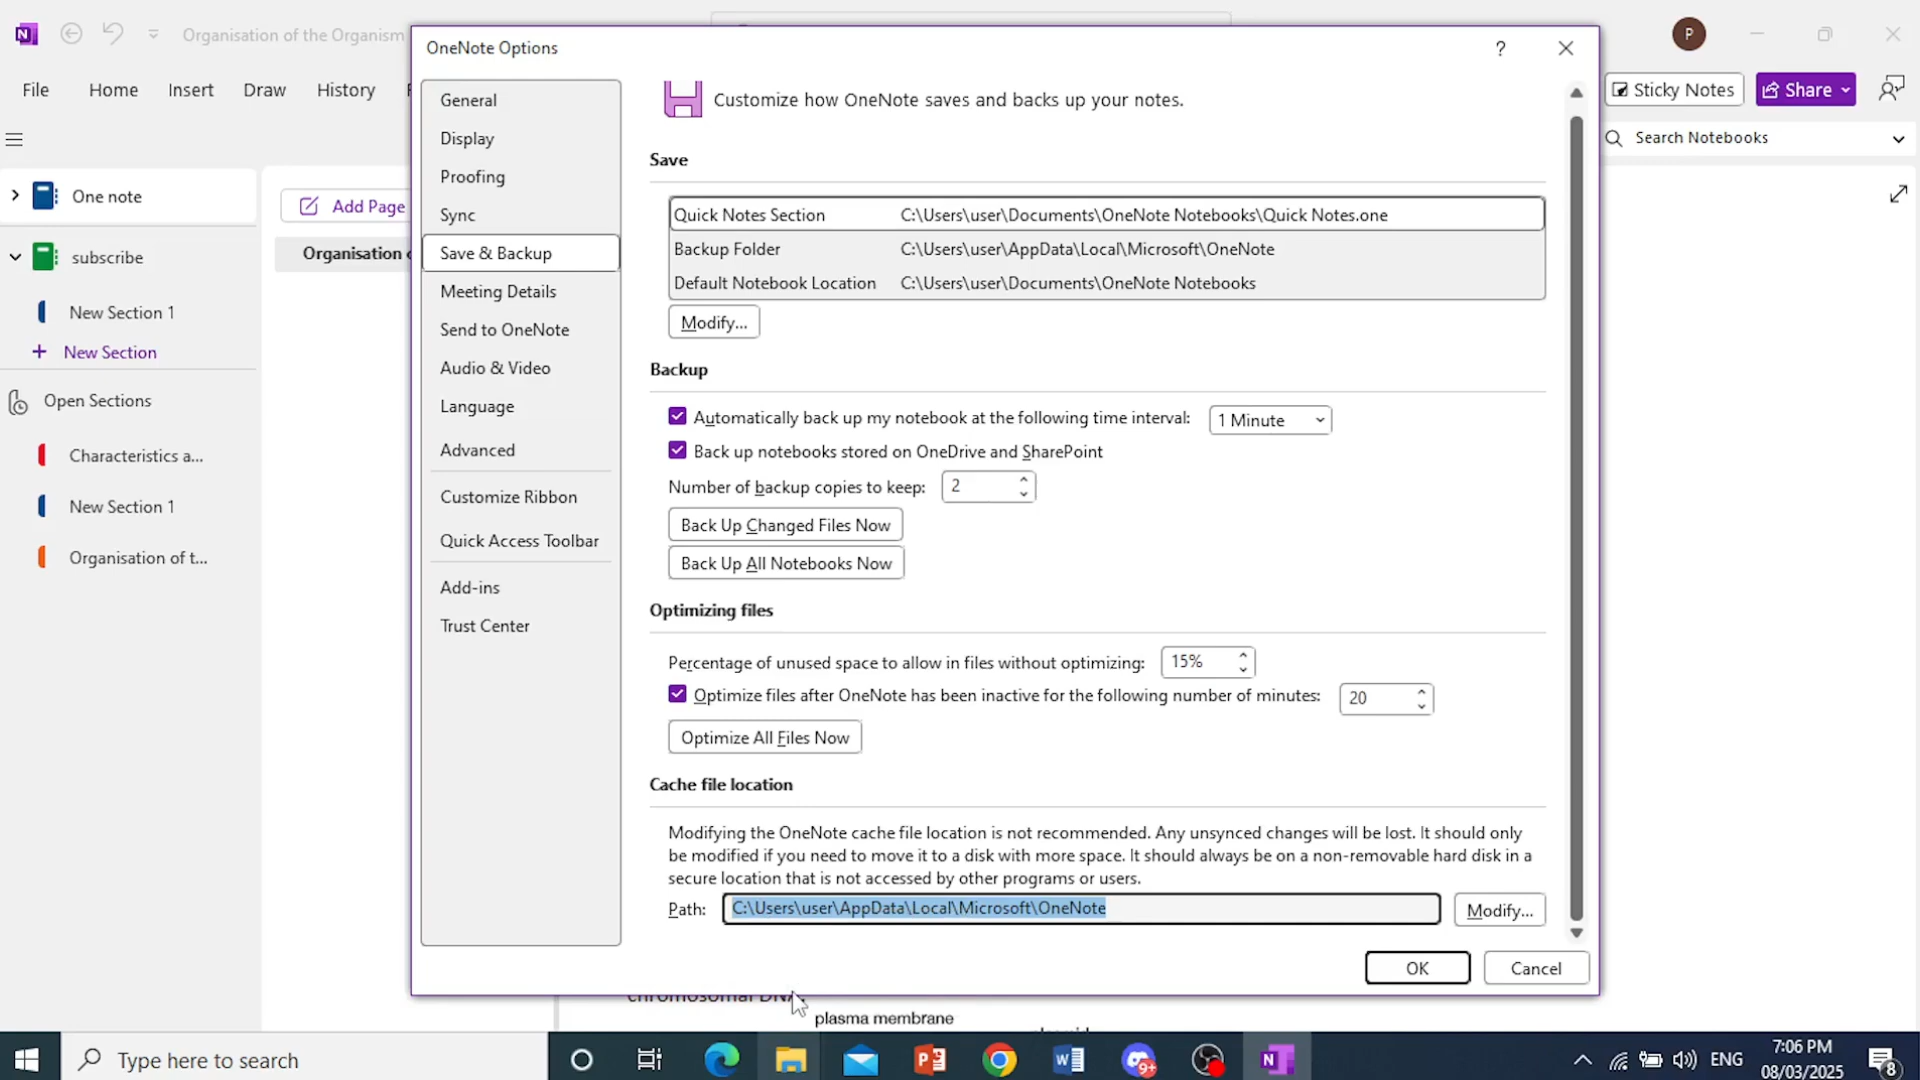 Organisation of the Organism
OneNote Options
?
P
File
Home
Insert
Draw
History
Sticky Notes
Share
Search Notebooks
One note
subscribe
New Section 1
+ New Section
Open Sections
Characteristics a...
New Section 1
Organisation of t...
Add Page
Organisation
General
Display
Proofing
Sync
Save & Backup
Meeting Details
Send to OneNote
Audio & Video
Language
Advanced
Customize Ribbon
Quick Access Toolbar
Add-ins
Trust Center
Customize how OneNote saves and backs up your notes.
Save
Quick Notes Section C:\Users\user\Documents\OneNote Notebooks\Quick Notes.one
Backup Folder C:\Users\user\AppData\Local\Microsoft\OneNote
Default Notebook Location C:\Users\user\Documents\OneNote Notebooks
Modify...
Backup
Automatically back up my notebook at the following time interval: 1 Minute
Back up notebooks stored on OneDrive and SharePoint
Number of backup copies to keep: 2
Back Up Changed Files Now
Back Up All Notebooks Now
Optimizing files
Percentage of unused space to allow in files without optimizing: 15%
Optimize files after OneNote has been inactive for the following number of minutes: 20
Optimize All Files Now
Cache file location
Modifying the OneNote cache file location is not recommended. Any unsynced changes will be lost. It should only
be modified if you need to move it to a disk with more space. It should always be on a non-removable hard disk in a
secure location that is not accessed by other programs or users.
Path: C:\Users\user\AppData\Local\Microsoft\OneNote Modify...
OK
Cancel
chromosomal DNA
plasma membrane
Type here to search
9+
ENG
7:06 PM
08/03/2025
8